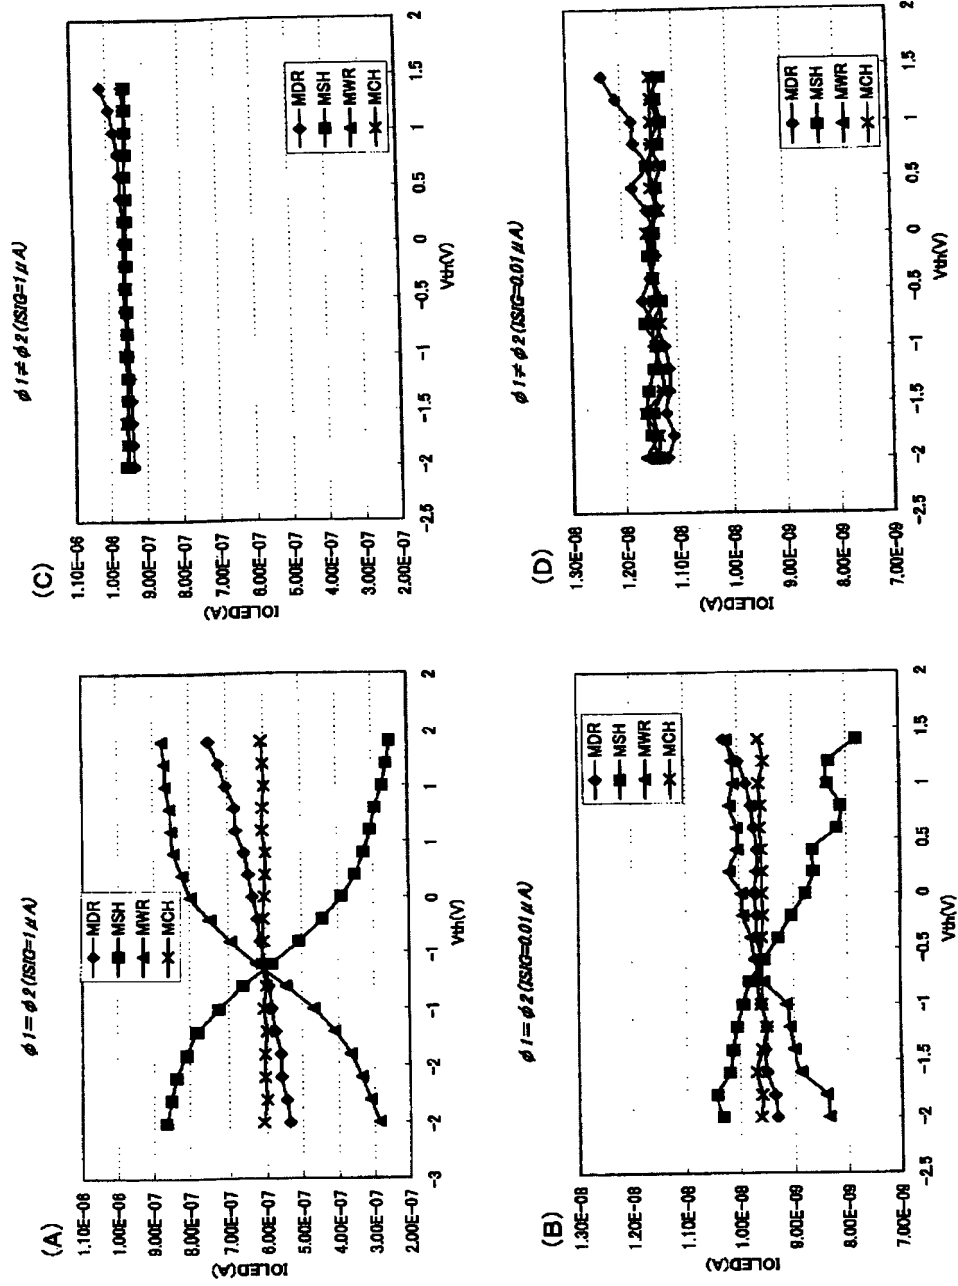 (A)
φ1=φ2(ISIG=1μA)
IOLED(A)
1.10E-06
1.00E-06
9.00E-07
8.00E-07
7.00E-07
6.00E-07
5.00E-07
4.00E-07
3.00E-07
2.00E-07
-3 -2 -2 -1 -1 0 1 1 2 2
Vth(V)
MDR
MSH
MWR
MCH
(C)
φ1≠φ2(ISIG=1μA)
IOLED(A)
1.10E-06
1.00E-06
9.00E-07
8.00E-07
7.00E-07
6.00E-07
5.00E-07
4.00E-07
3.00E-07
2.00E-07
-2.5 -2 -1.5 -1 -0.5 0 0.5 1 1.5 2
Vth(V)
MDR
MSH
MWR
MCH
(B)
φ1=φ2(ISIG=0.01μA)
IOLED(A)
1.30E-08
1.20E-08
1.10E-08
1.00E-08
9.00E-09
8.00E-09
7.00E-09
-2.5 -2 -1.5 -1 -0.5 0 0.5 1 1.5 2
Vth(V)
MDR
MSH
MWR
MCH
(D)
φ1≠φ2(ISIG=0.01μA)
IOLED(A)
1.30E-08
1.20E-08
1.10E-08
1.00E-08
9.00E-09
8.00E-09
7.00E-09
-2.5 -2 -1.5 -1 -0.5 0 0.5 1 1.5 2
Vth(V)
MDR
MSH
MWR
MCH